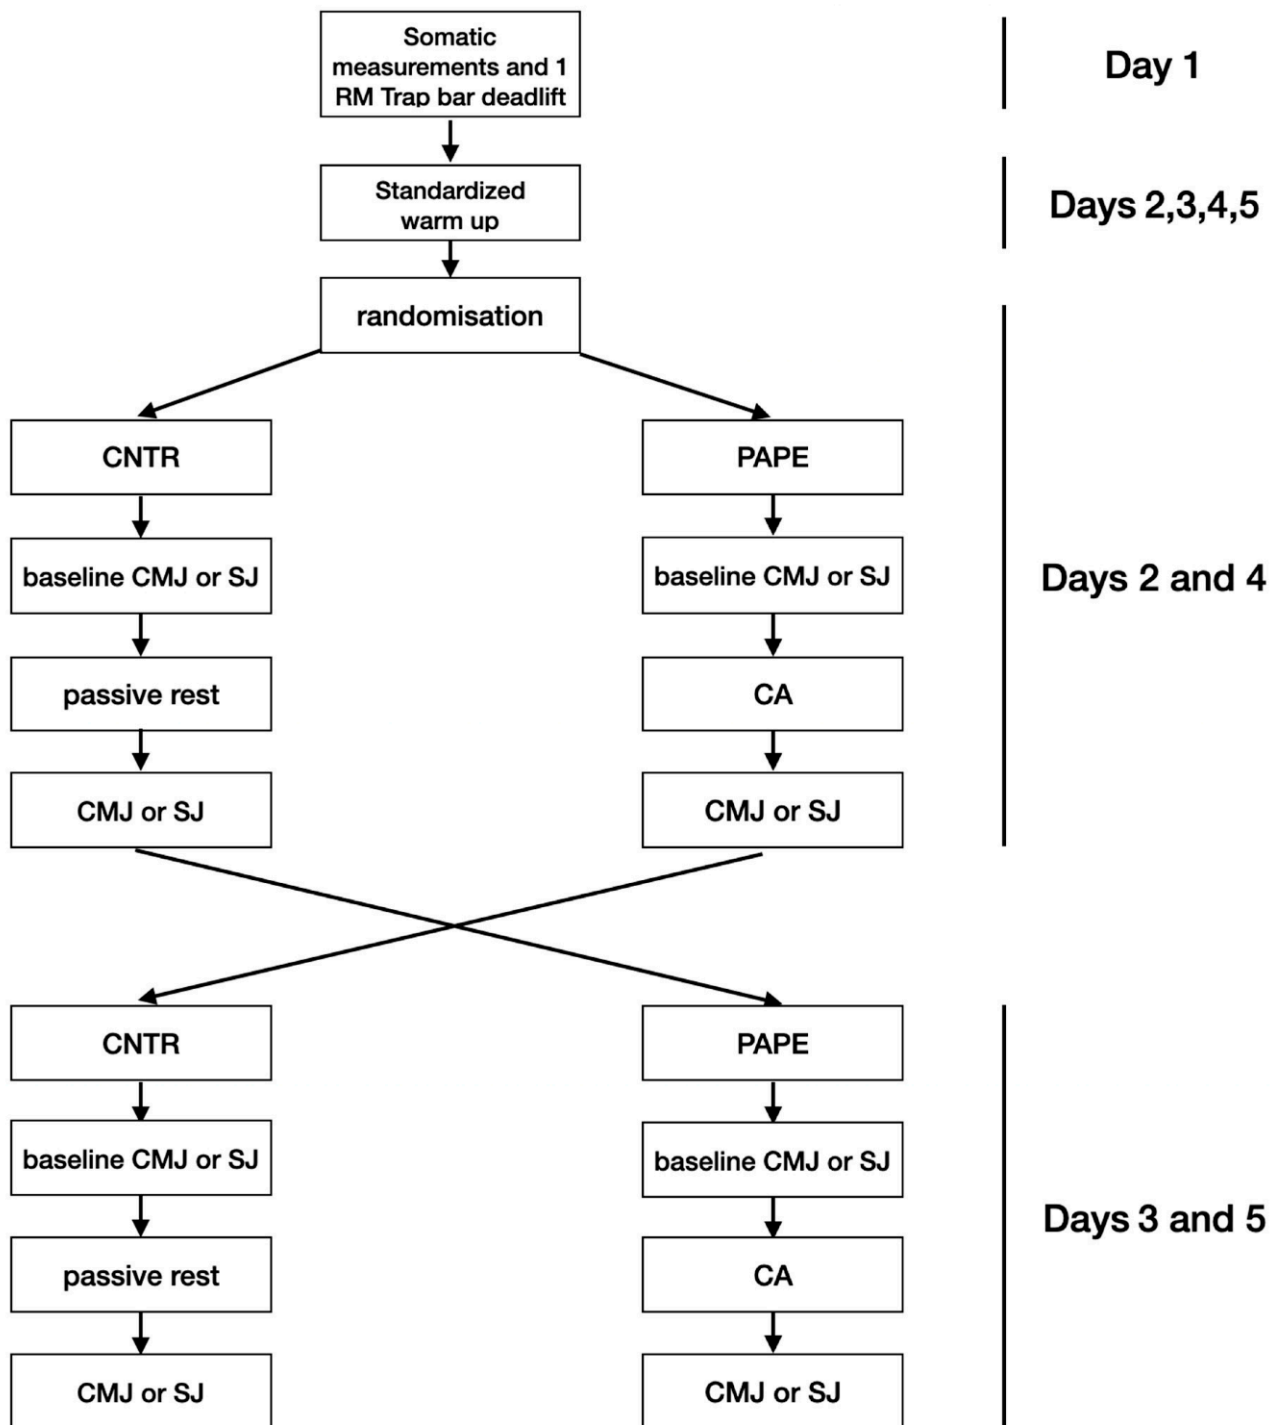 Somatic
measurements and 1
RM Trap bar deadlift
Day 1
Standardized
warm up
Days 2,3,4,5
randomisation
CNTR
PAPE
baseline CMJ or SJ
baseline CMJ or SJ
Days 2 and 4
passive rest
CA
CMJ or SJ
CMJ or SJ
CNTR
PAPE
baseline CMJ or SJ
baseline CMJ or SJ
Days 3 and 5
passive rest
CA
CMJ or SJ
CMJ or SJ